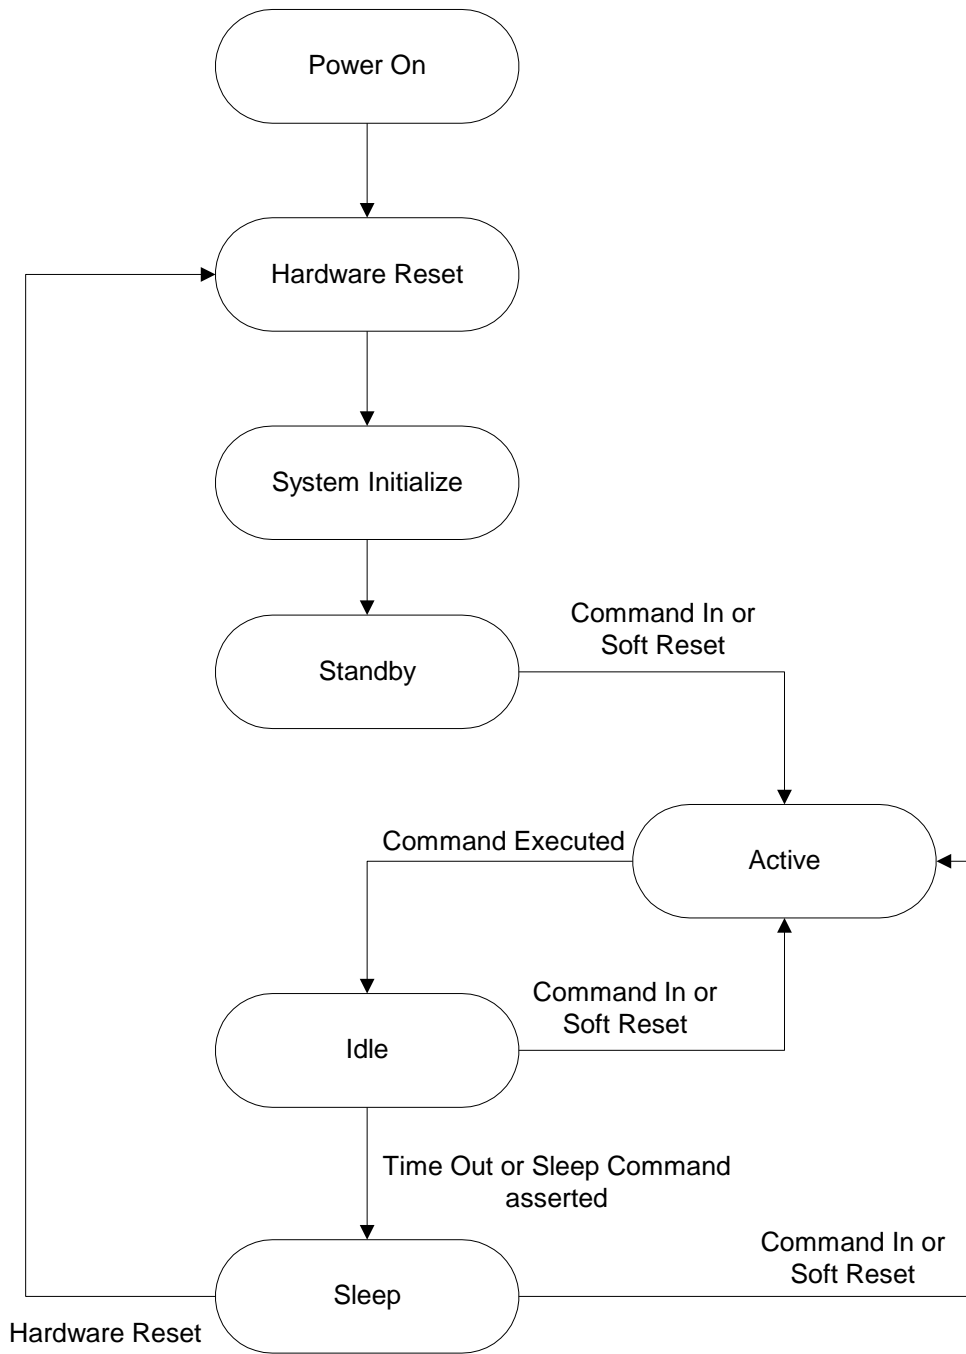 Power On
Hardware Reset
System Initialize
Command In or
Soft Reset
Standby
Command Executed
Active
Command In or
Soft Reset
Idle
Time Out or Sleep Command
asserted
Command In or
Soft Reset
Sleep
Hardware Reset